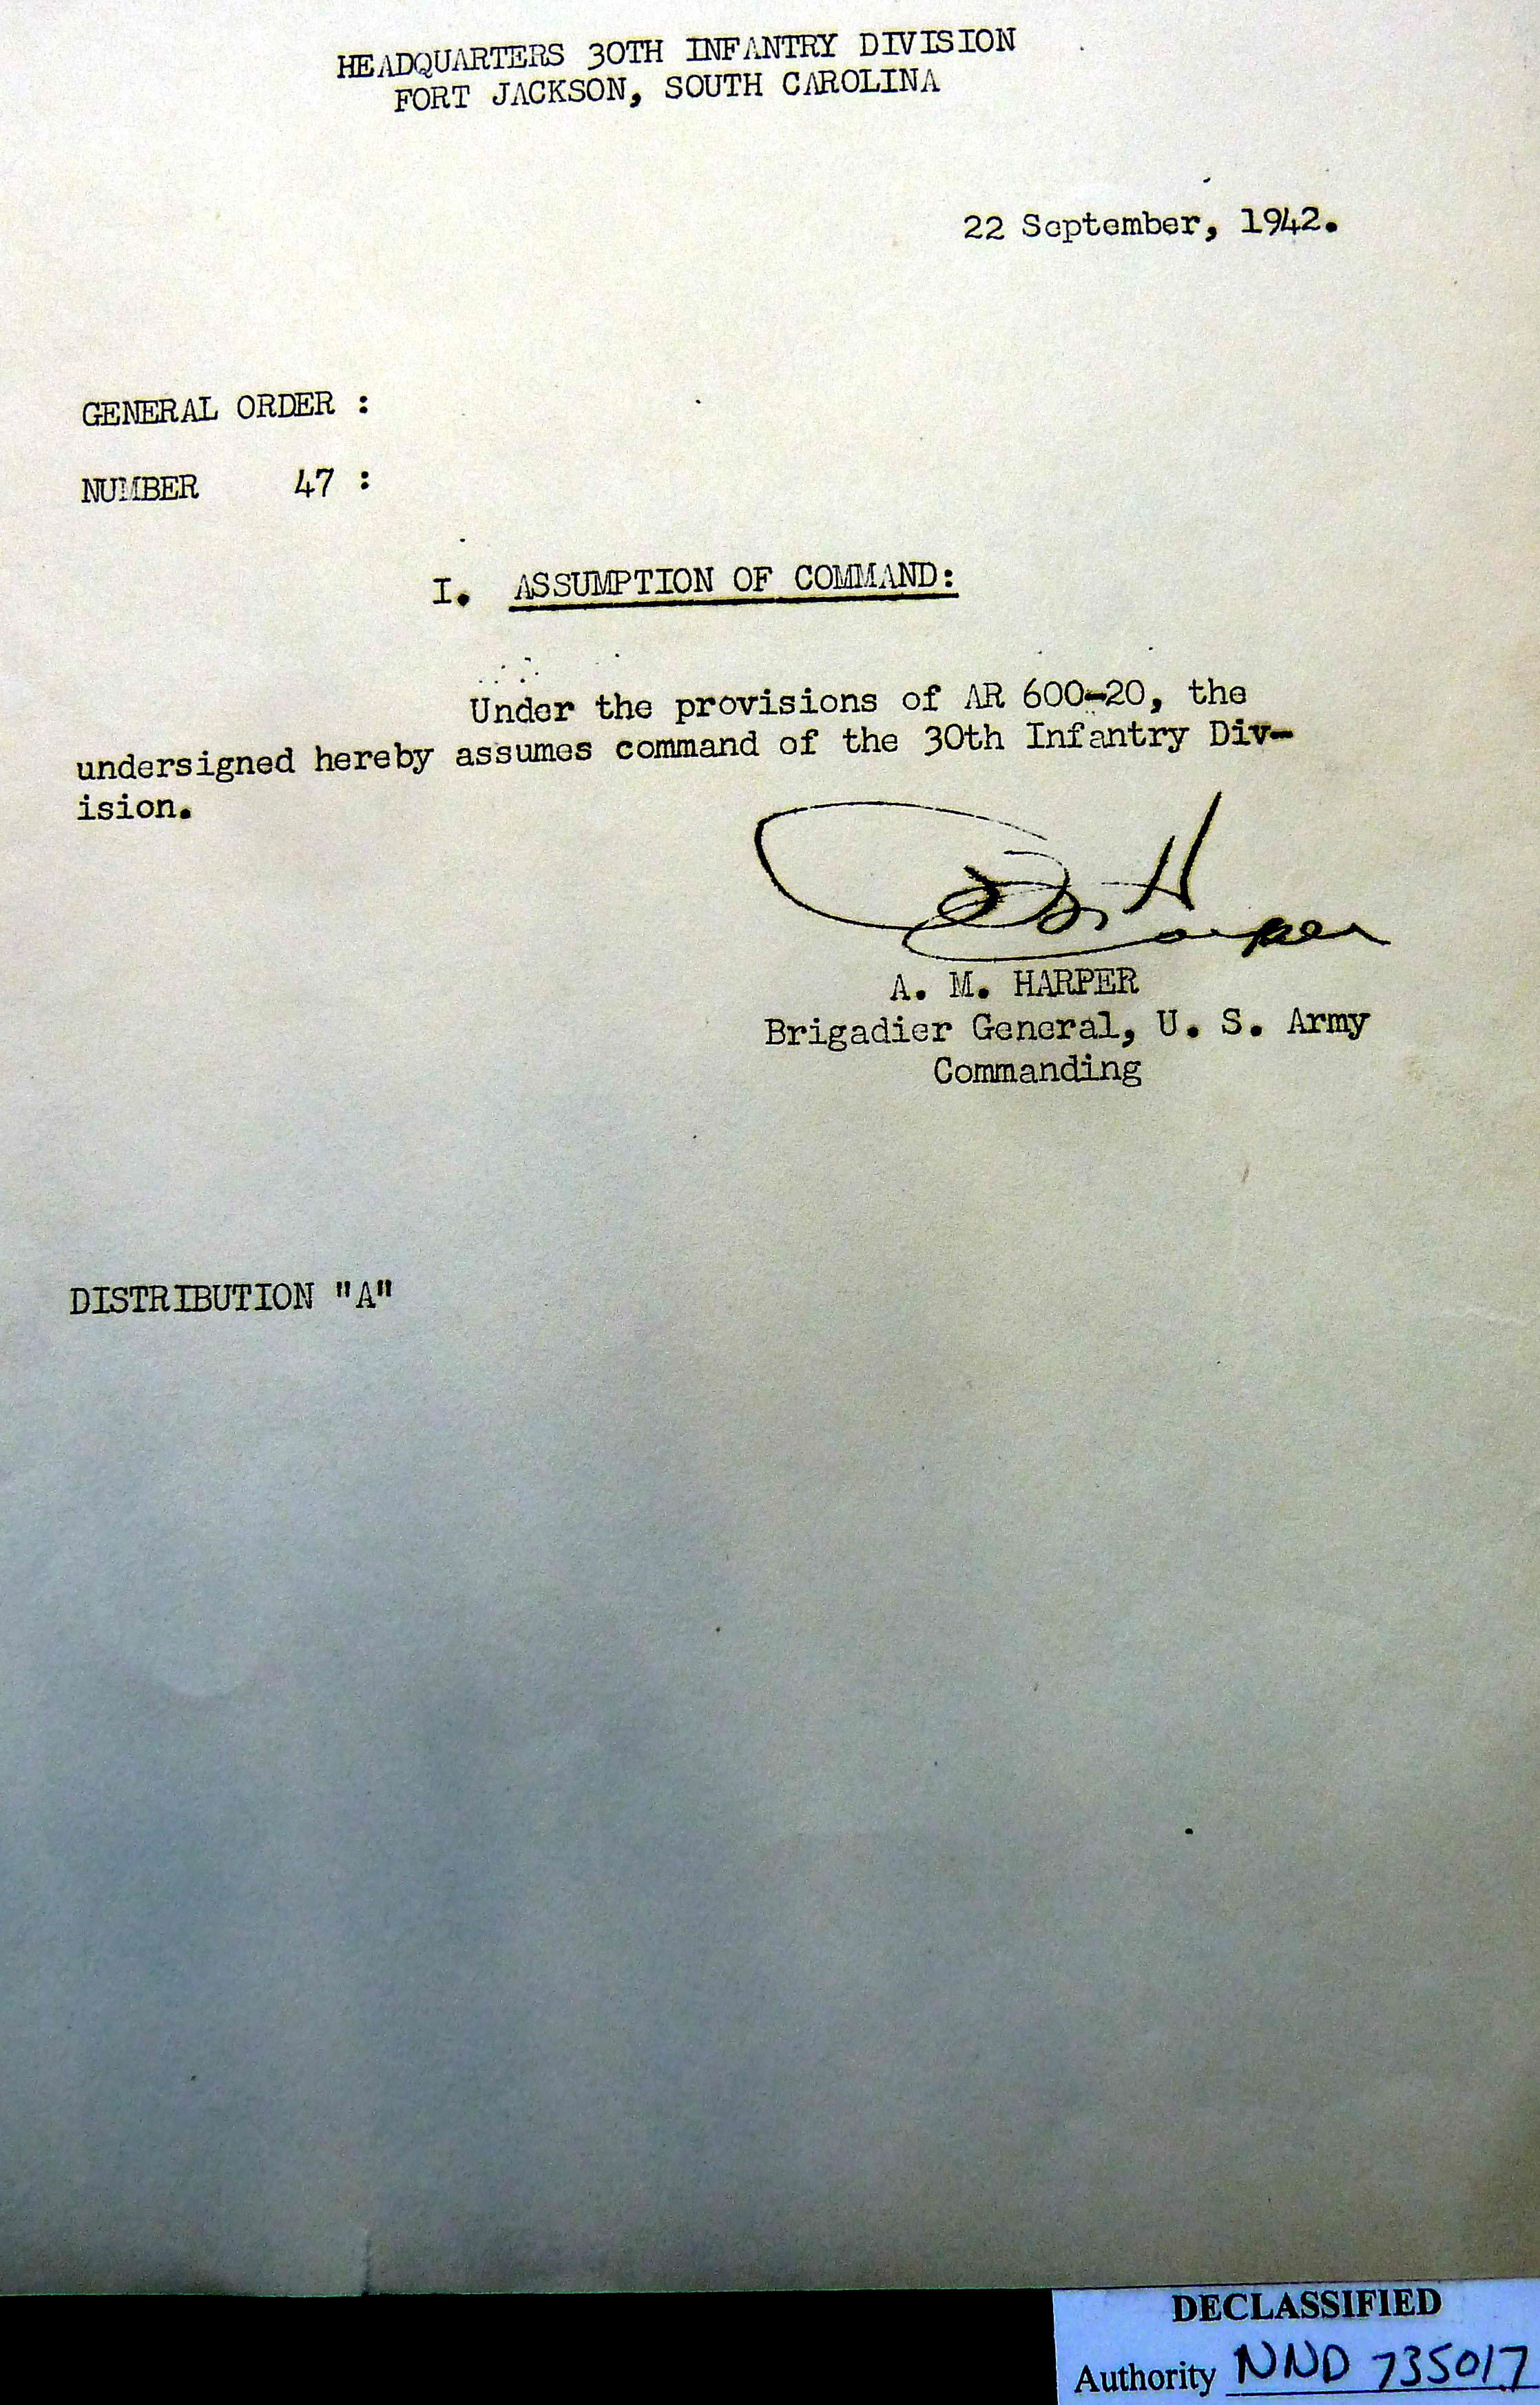 HEADQUARTERS 30TH INFANTRY DIVISION
FORT JACKSON, SOUTH CAROLINA
22 September, 1942.
GENERAL ORDER :
NUMBER 47 :
I. ASSUMPTION OF COMMAND:
Under the provisions of AR 600-20, the
undersigned hereby assumes command of the 30th Infantry Div-
ision.
Harper
A. M. HARPER
Brigadier General, U. S. Army
Commanding
DISTRIBUTION "A"
DECLASSIFIED
Authority NND 735017